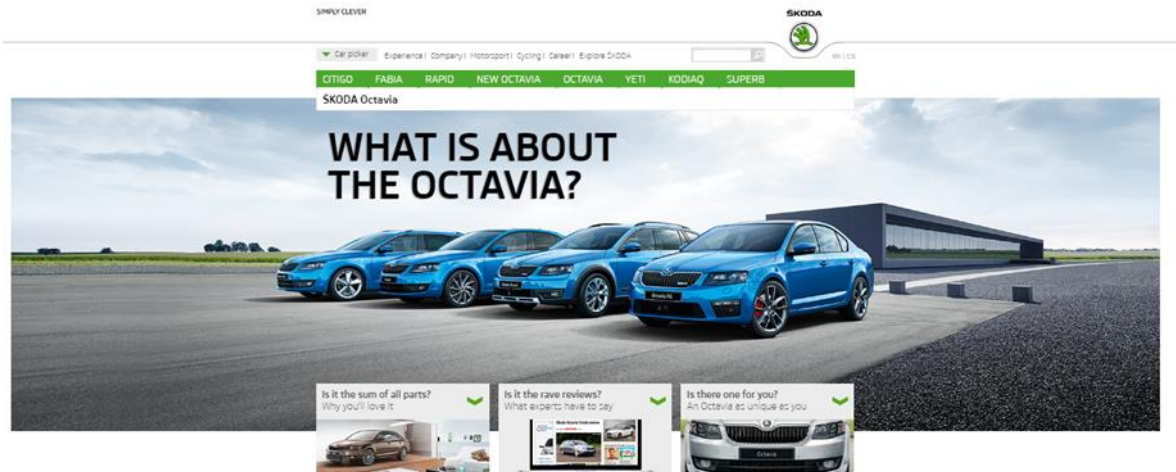 SIMPLY CLEVER
ŠKODA
Car picker Experience | Company | Motorsport | Cycling | Career | Explore ŠKODA
EN | CS
CITIGO FABIA RAPID NEW OCTAVIA OCTAVIA YETI KODIAQ SUPERB
ŠKODA Octavia
WHAT IS ABOUT
THE OCTAVIA?
Is it the sum of all parts?
Why you'll love it
Is it the rave reviews?
What experts have to say
Is there one for you?
An Octavia as unique as you
Octavia